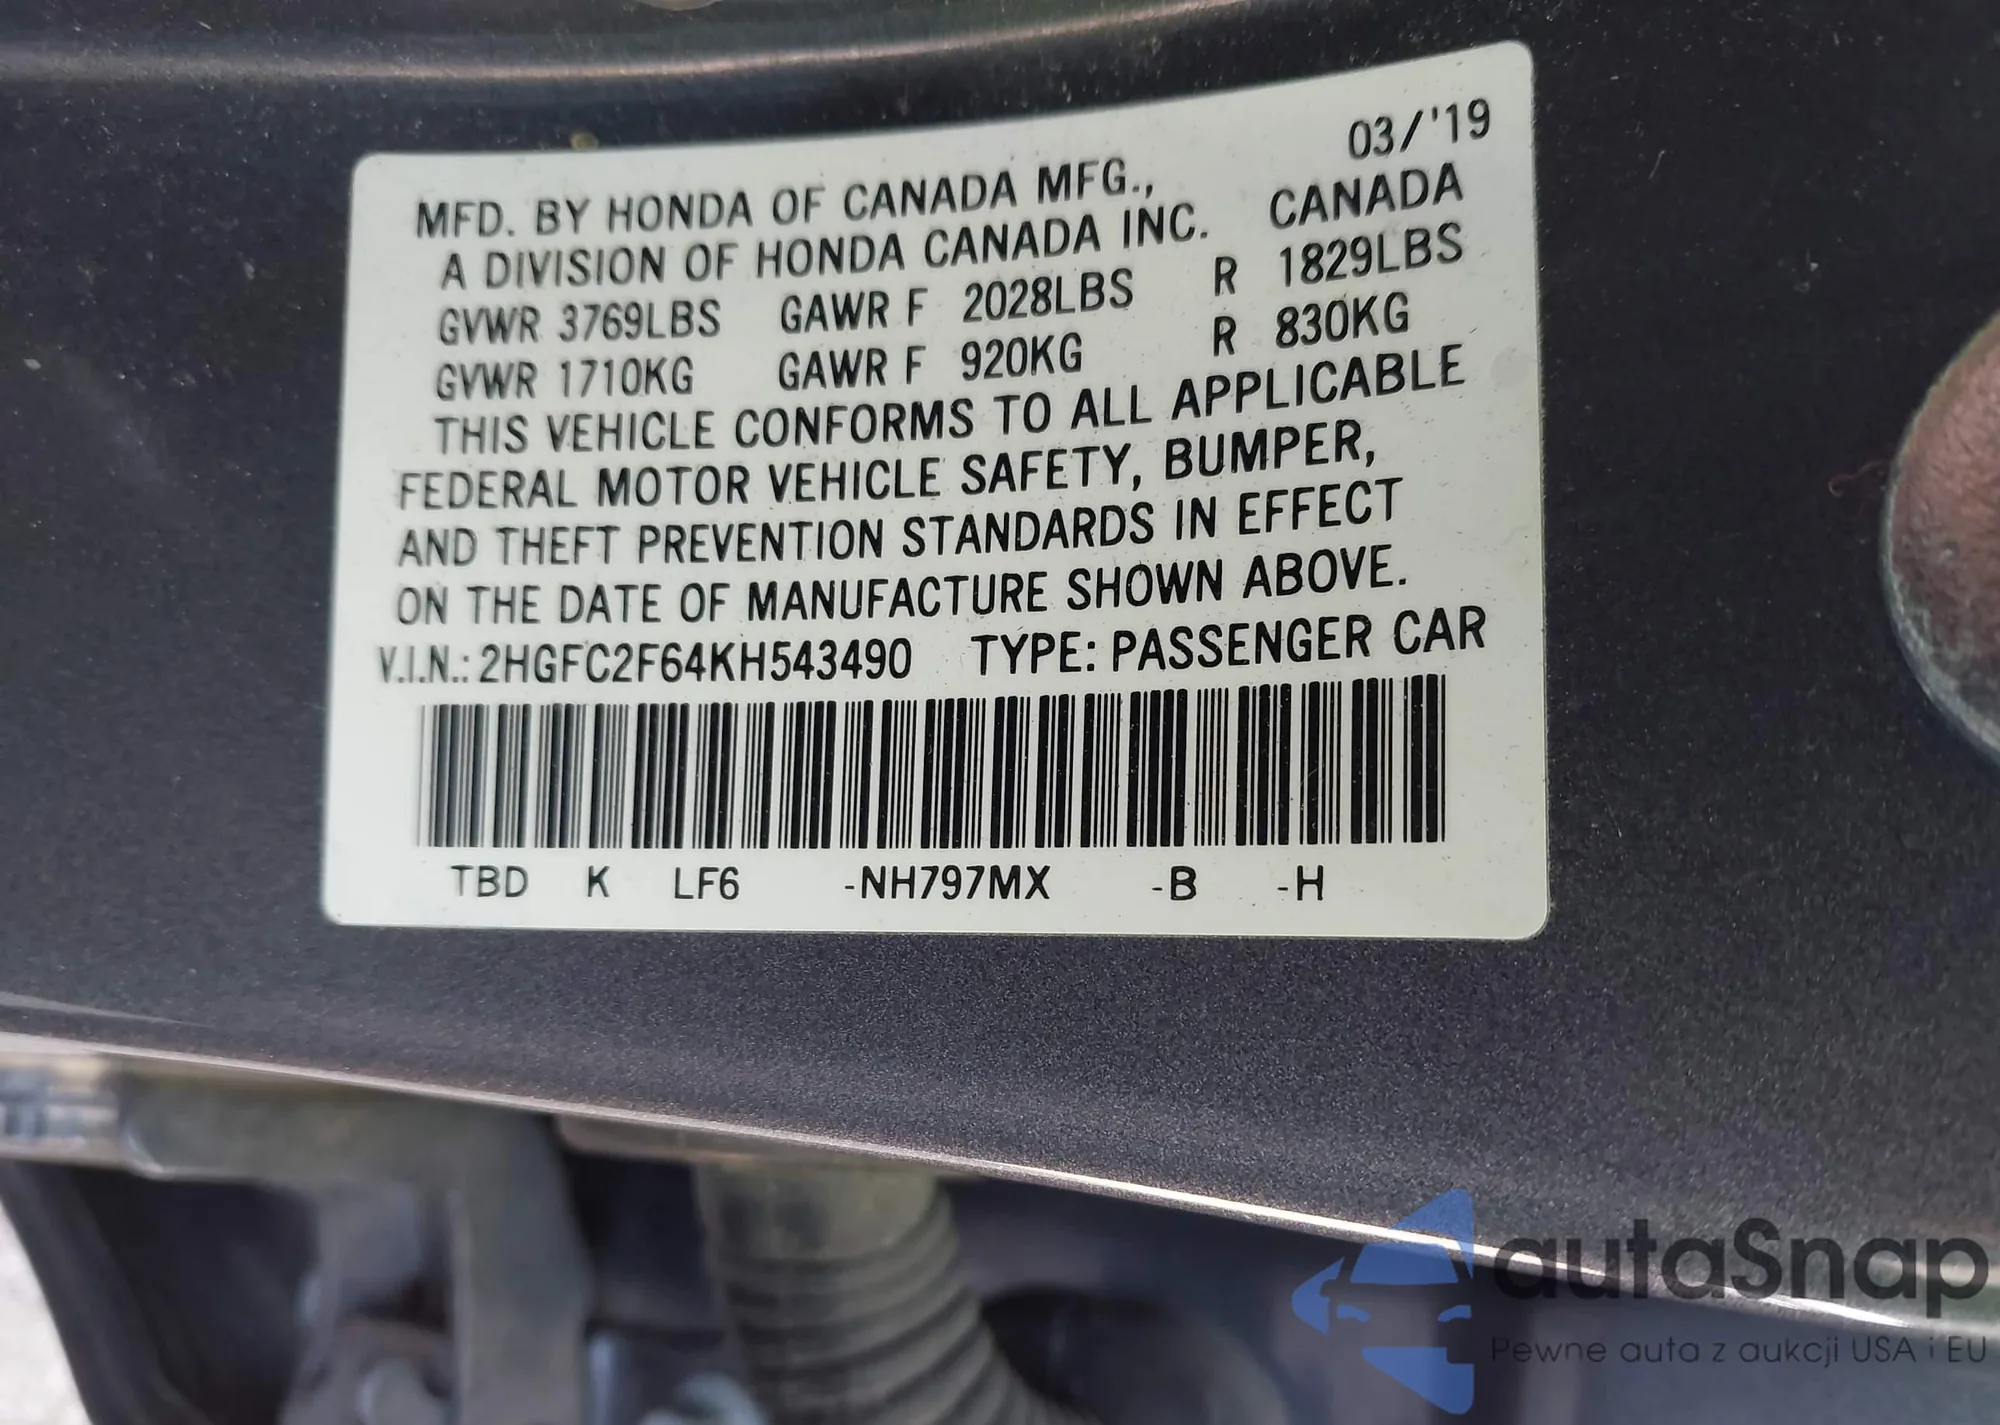 03/'19
MFD. BY HONDA OF CANADA MFG.,
A DIVISION OF HONDA CANADA INC. CANADA
GVWR 3769LBS GAWR F 2028LBS R 1829LBS
GVWR 1710KG GAWR F 920KG R 830KG
THIS VEHICLE CONFORMS TO ALL APPLICABLE
FEDERAL MOTOR VEHICLE SAFETY, BUMPER,
AND THEFT PREVENTION STANDARDS IN EFFECT
ON THE DATE OF MANUFACTURE SHOWN ABOVE.
V.I.N.: 2HGFC2F64KH543490 TYPE: PASSENGER CAR
TBD K LF6 -NH797MX -B -H
autaSnap
Pewne auta z aukcji USA i EU